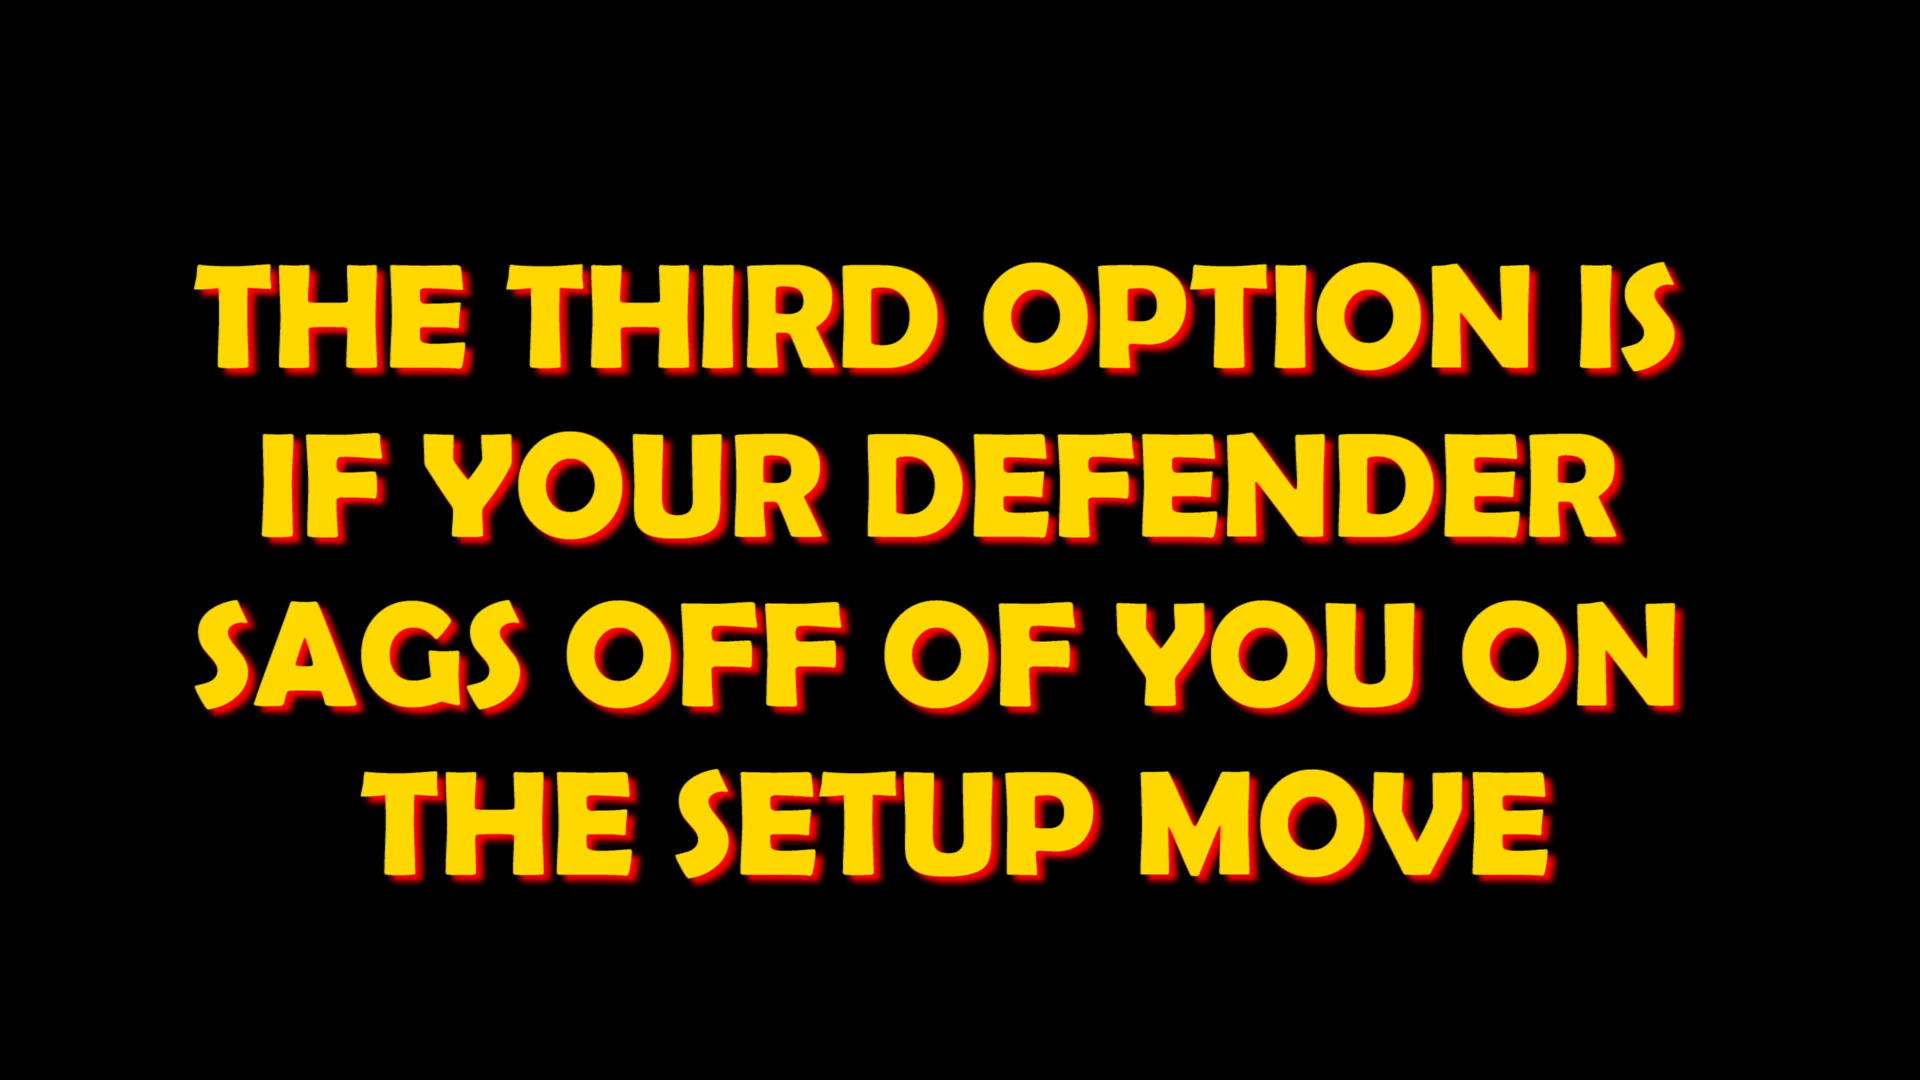 THE THIRD OPTION IS
IF YOUR DEFENDER
SAGS OFF OF YOU ON
THE SETUP MOVE